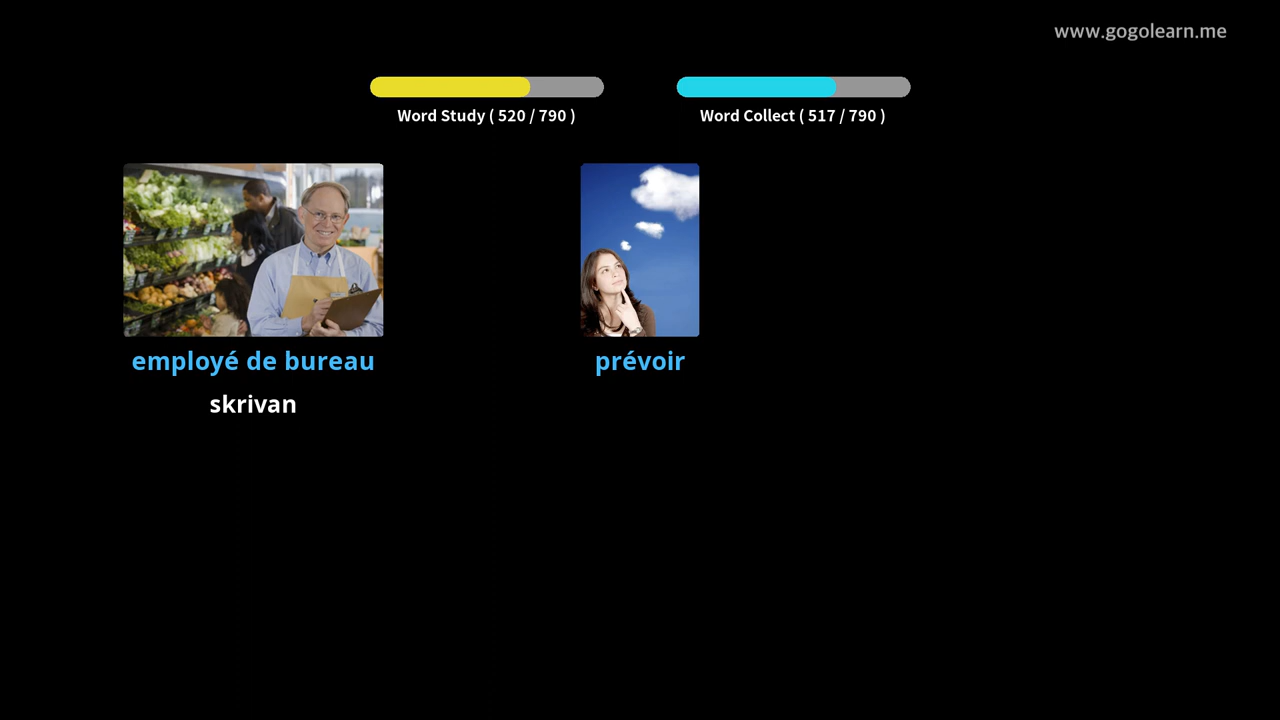 www.gogolearn.me
Word Study ( 520 / 790 )
Word Collect ( 517 / 790 )
employé de bureau
prévoir
skrivan